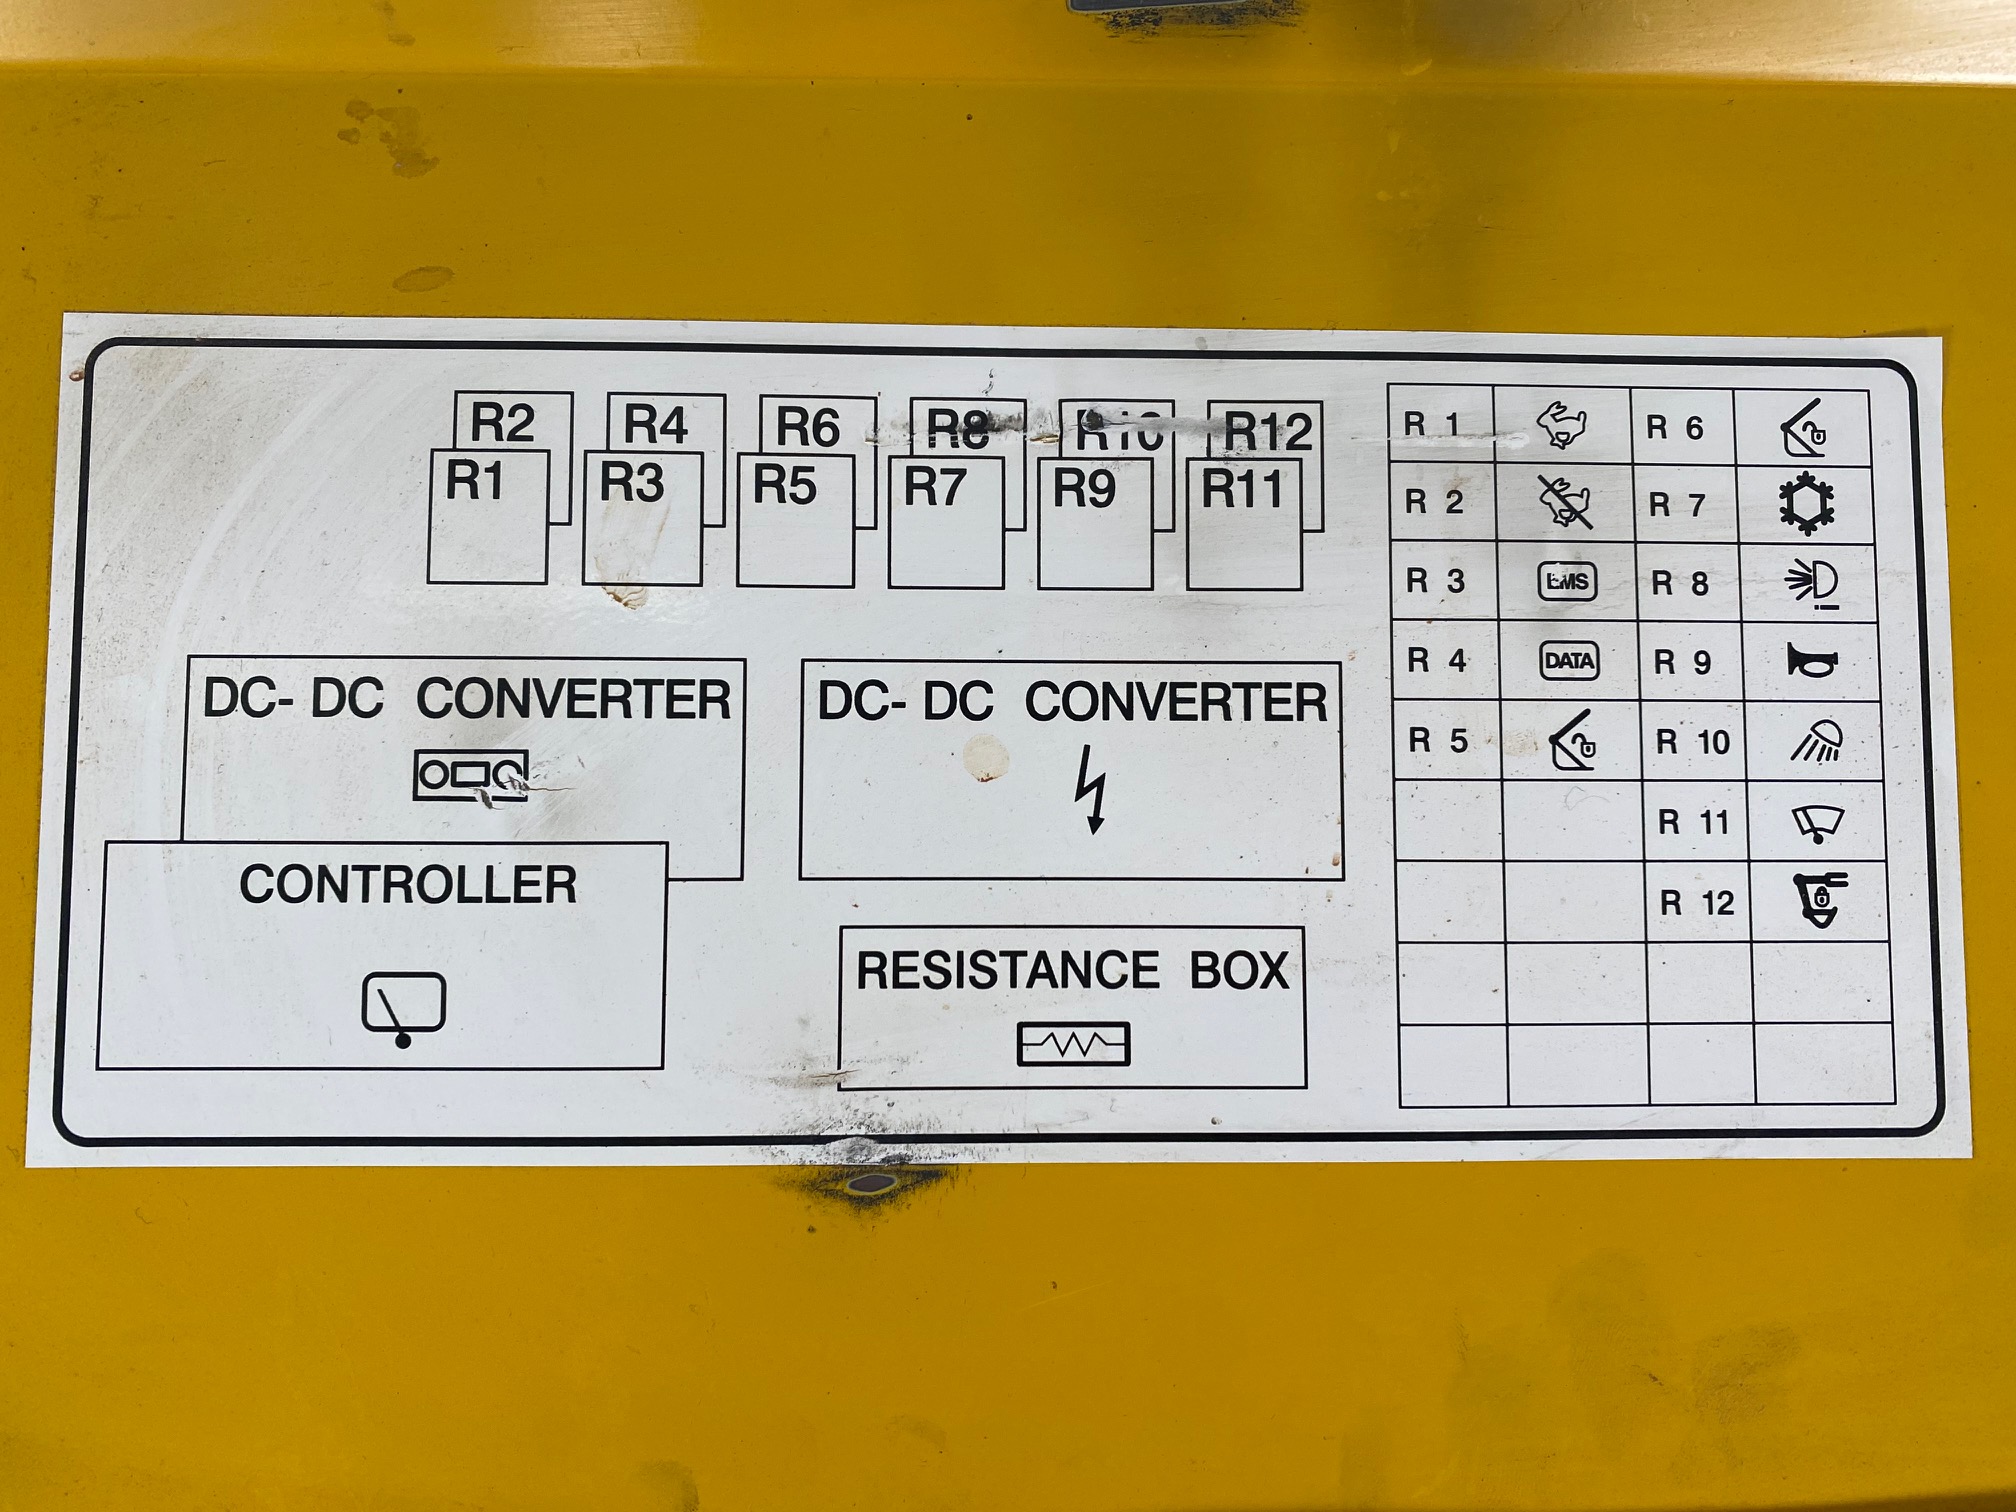 R2 R4 R6 R8 R10 R12
R1 R3 R5 R7 R9 R11
DC- DC CONVERTER
DC- DC CONVERTER
CONTROLLER
RESISTANCE BOX
R 1 R 6
R 2 R 7
R 3 EMS R 8
R 4 DATA R 9
R 5 R 10
R 11
R 12